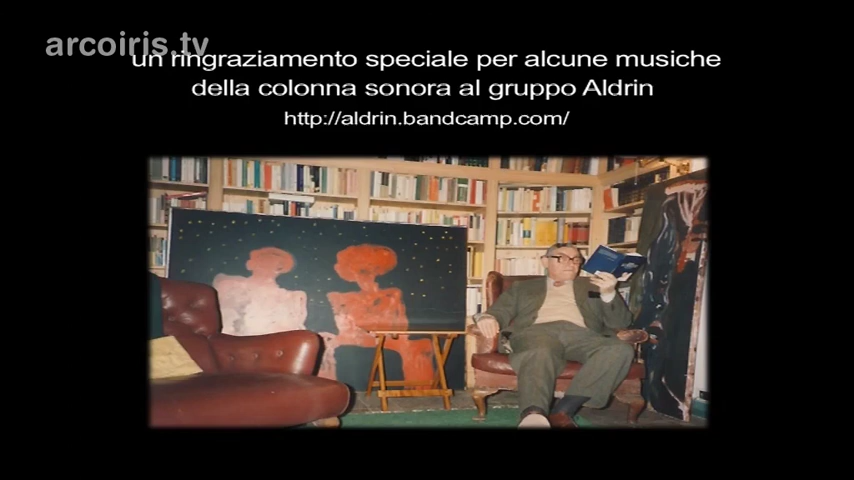 arcoiris.tv
un ringraziamento speciale per alcune musiche
della colonna sonora al gruppo Aldrin
http://aldrin.bandcamp.com/